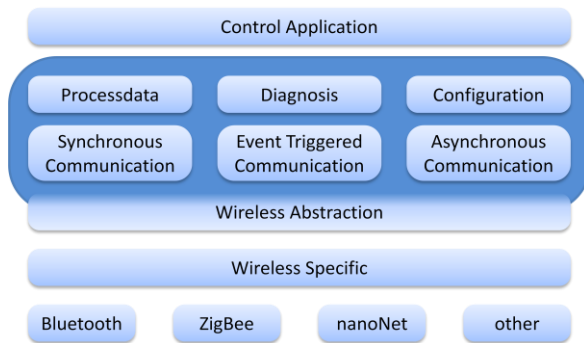 Control Application
Processdata
Diagnosis
Configuration
Synchronous
Communication
Event Triggered
Communication
Asynchronous
Communication
Wireless Abstraction
Wireless Specific
Bluetooth
ZigBee
nanoNet
other